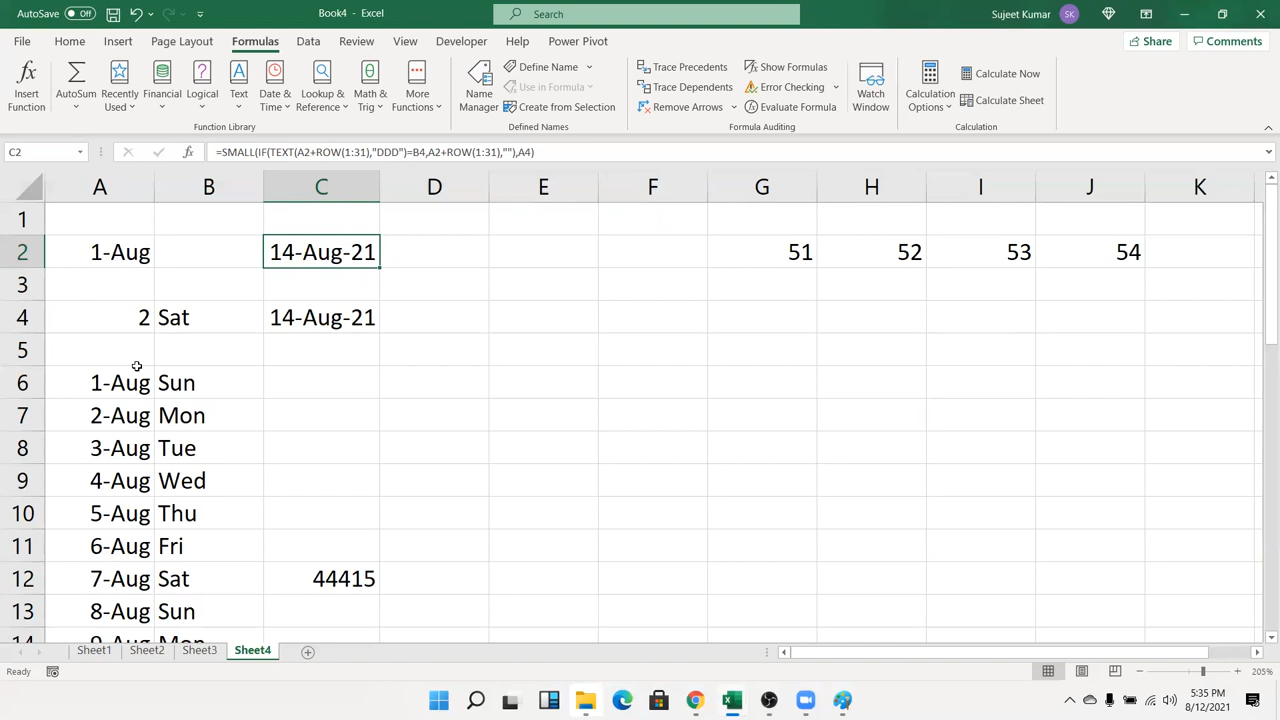 AutoSave Off Book4 - Excel Search Sujeet Kumar SK
File Home Insert Page Layout Formulas Data Review View Developer Help Power Pivot Share Comments
Insert Function AutoSum Recently Used Financial Logical Text Date & Time Lookup & Reference Math & Trig More Functions
Function Library
Name Manager Define Name Use in Formula Create from Selection
Defined Names
Trace Precedents Show Formulas
Trace Dependents Error Checking
Remove Arrows Evaluate Formula
Formula Auditing
Watch Window
Calculation Options Calculate Now Calculate Sheet
Calculation
C2 fx =SMALL(IF(TEXT(A2+ROW(1:31),"DDD")=B4,A2+ROW(1:31),""),A4)
A B C D E F G H I J K
1
2 1-Aug 14-Aug-21 51 52 53 54
3
4 2 Sat 14-Aug-21
5
6 1-Aug Sun
7 2-Aug Mon
8 3-Aug Tue
9 4-Aug Wed
10 5-Aug Thu
11 6-Aug Fri
12 7-Aug Sat 44415
13 8-Aug Sun
14 9-Aug Mon
Sheet1 Sheet2 Sheet3 Sheet4
Ready 205%
5:35 PM
8/12/2021